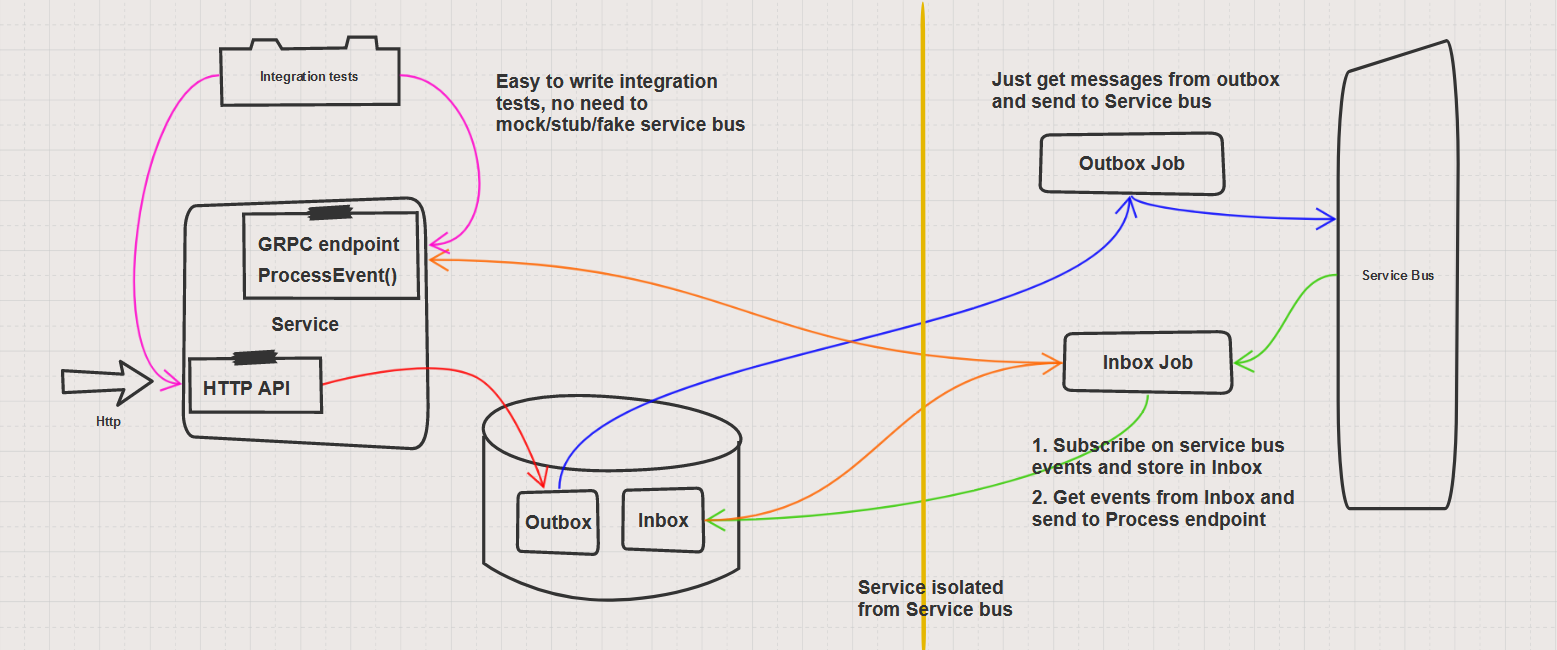 Integration tests
Easy to write integration
tests, no need to
mock/stub/fake service bus
Just get messages from outbox
and send to Service bus
Outbox Job
GRPC endpoint
ProcessEvent()
Service
HTTP API
Http
Service Bus
Inbox Job
1. Subscribe on service bus
events and store in Inbox
2. Get events from Inbox and
send to Process endpoint
Outbox
Inbox
Service isolated
from Service bus